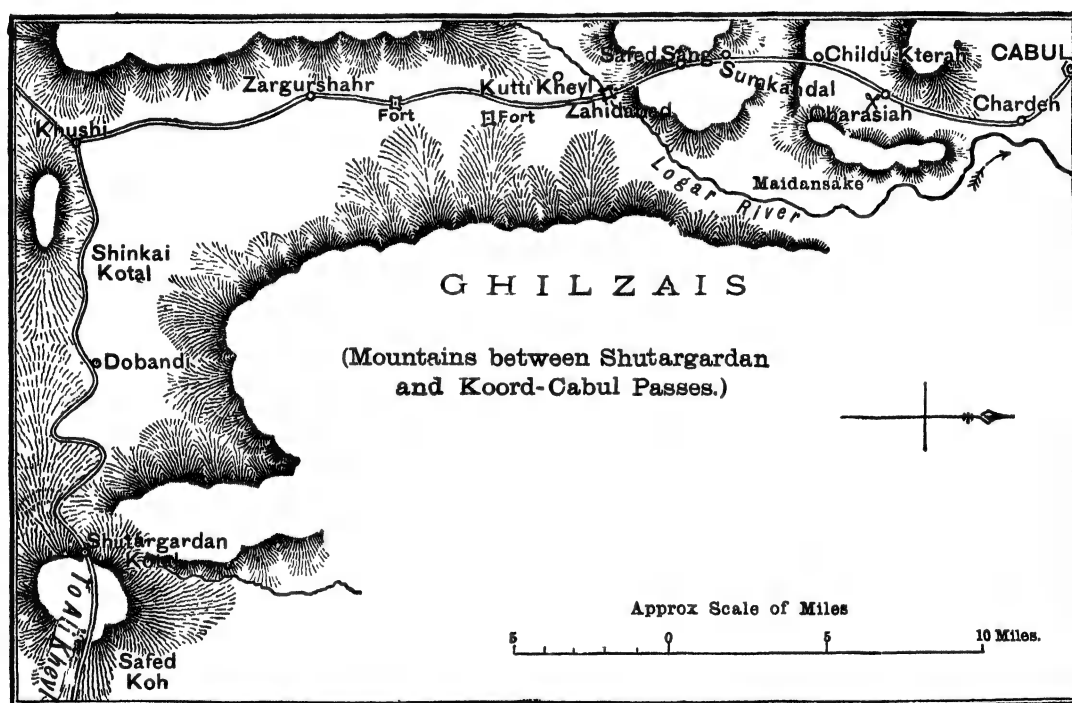 Safed Sang
Childu Kterah
CABUL
Zargurshahr
Kutti Kheyl
Surkandal
Fort
Fort
Zahidabad
Charasiah
Chardeh
Khushi
Logar River
Maidansake
Shinkai
Kotal
GHILZAIS
(Mountains between Shutargardan
and Koord-Cabul Passes.)
Dobandi
Shutargardan
Kotal
To Ali Kheyl
Safed
Koh
Approx Scale of Miles
5 0 5 10 Miles.